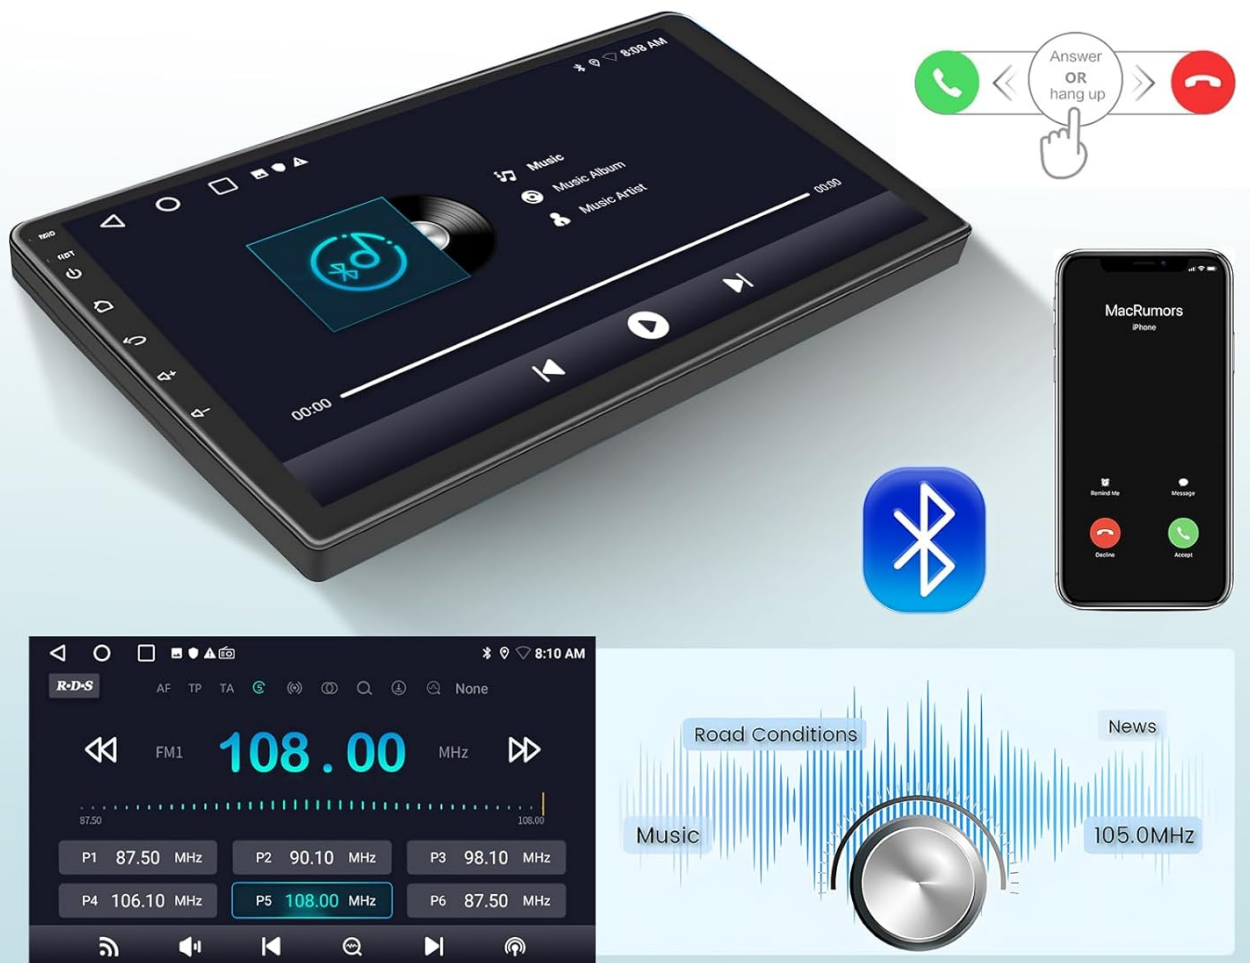 8:08 AM
Music
Music Album
Music Artist
00:00
00:00
RST
Answer
OR
hang up
MacRumors
iPhone
Remind Me
Message
Decline
Accept
8:10 AM
R·D·S
AF TP TA None
FM1 108.00 MHz
87.50 108.00
P1 87.50 MHz P2 90.10 MHz P3 98.10 MHz
P4 106.10 MHz P5 108.00 MHz P6 87.50 MHz
Road Conditions
News
Music
105.0MHz